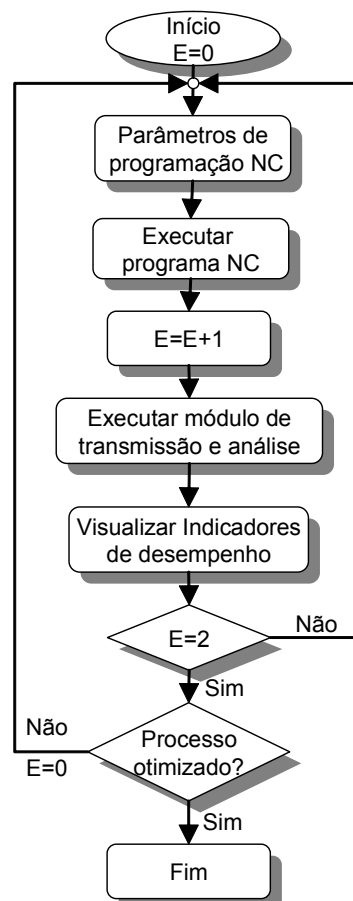 Início
E=0
Parâmetros de
programação NC
Executar
programa NC
E=E+1
Executar módulo de
transmissão e análise
Visualizar Indicadores
de desempenho
E=2
Não
Sim
Não
E=0
Processo
otimizado?
Sim
Fim